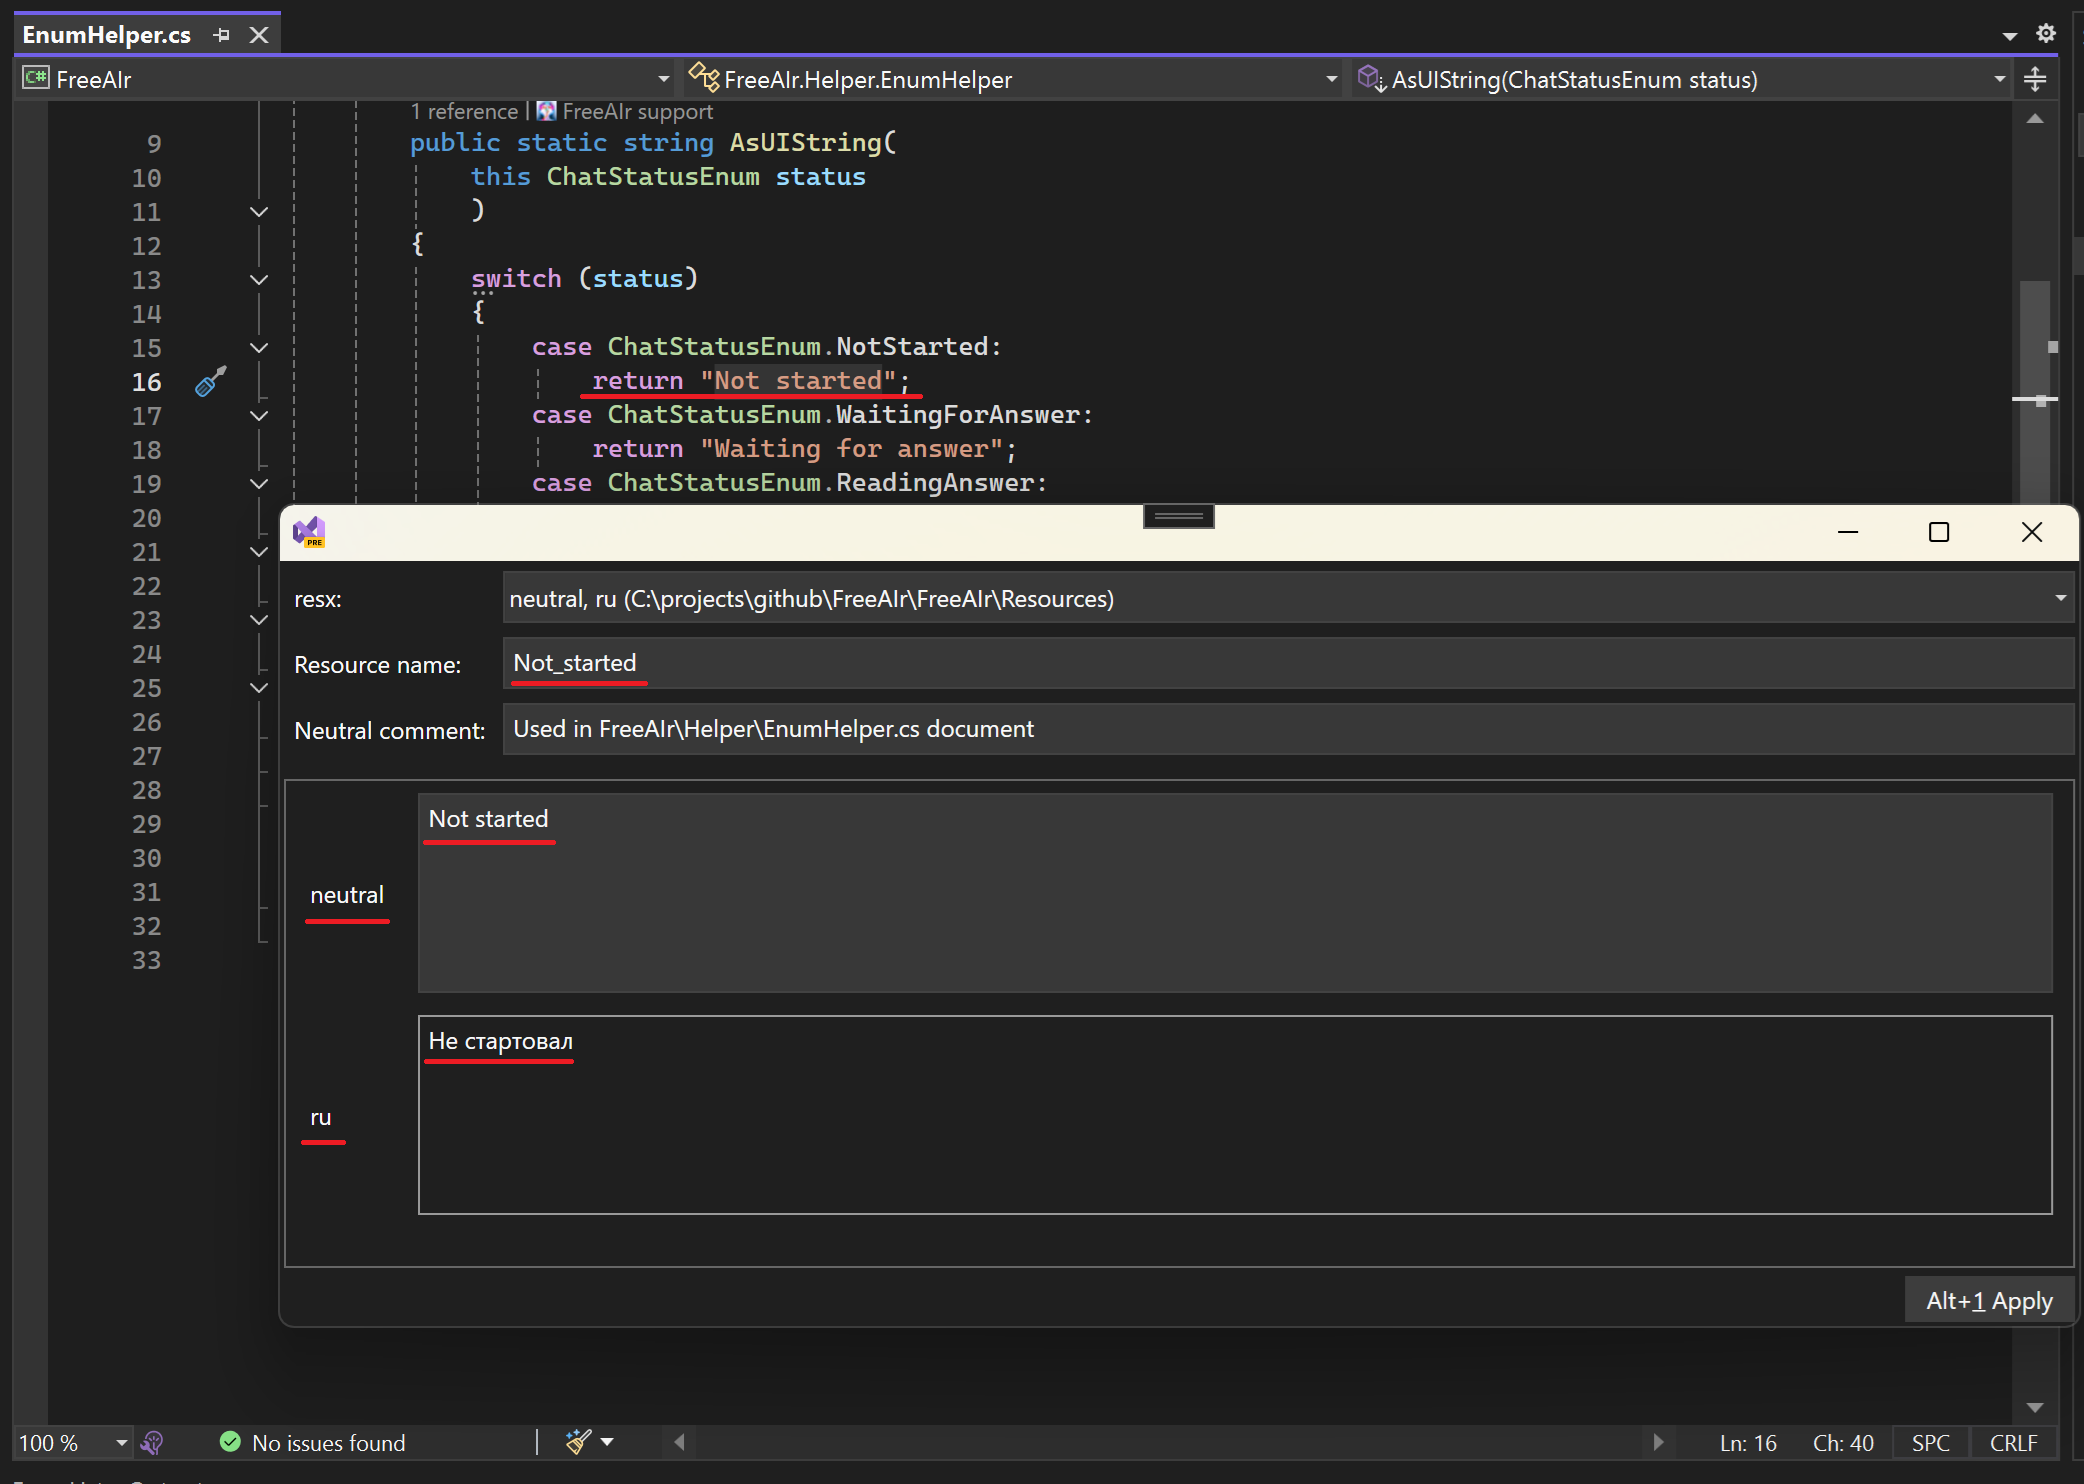 EnumHelper.cs
C# FreeAIr
FreeAIr.Helper.EnumHelper
AsUIString(ChatStatusEnum status)
1 reference | FreeAIr support
9 public static string AsUIString(
10 this ChatStatusEnum status
11 )
12 {
13 switch (status)
14 {
15 case ChatStatusEnum.NotStarted:
16 return "Not started";
17 case ChatStatusEnum.WaitingForAnswer:
18 return "Waiting for answer";
19 case ChatStatusEnum.ReadingAnswer:
20
21
22
23
24
25
26
27
28
29
30
31
32
33
PRE
resx: neutral, ru (C:\projects\github\FreeAIr\FreeAIr\Resources)
Resource name: Not_started
Neutral comment: Used in FreeAIr\Helper\EnumHelper.cs document
Not started
neutral
Не стартовал
ru
Alt+1 Apply
100 %
No issues found
Ln: 16
Ch: 40
SPC
CRLF